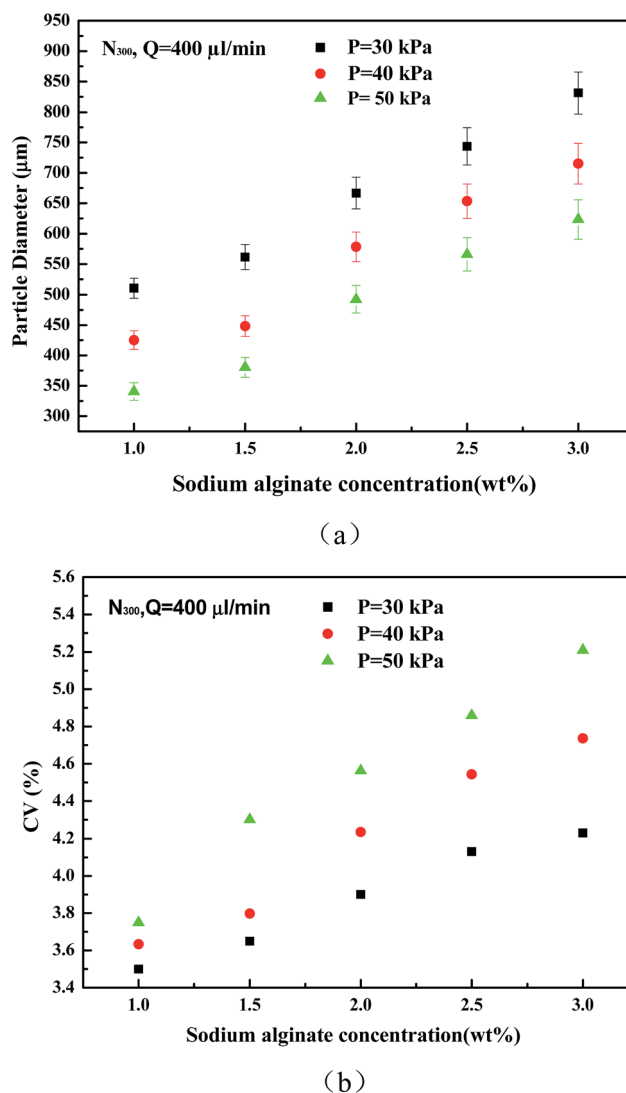 N300, Q=400 µl/min
P=30 kPa
P=40 kPa
P= 50 kPa
950
900
850
800
750
700
650
600
550
500
450
400
350
300
Particle Diameter (µm)
1.0 1.5 2.0 2.5 3.0
Sodium alginate concentration(wt%)
（a）
N300,Q=400 µl/min
P=30 kPa
P=40 kPa
P=50 kPa
5.6
5.4
5.2
5.0
4.8
4.6
4.4
4.2
4.0
3.8
3.6
3.4
CV (%)
1.0 1.5 2.0 2.5 3.0
Sodium alginate concentration(wt%)
（b）